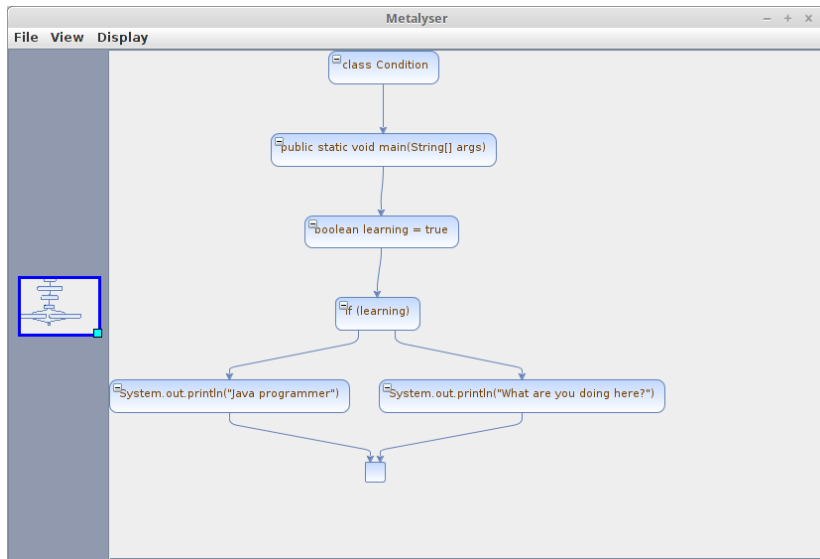 Metalyser
File View Display
class Condition
public static void main(String[] args)
boolean learning = true
if (learning)
System.out.println("Java programmer")
System.out.println("What are you doing here?")